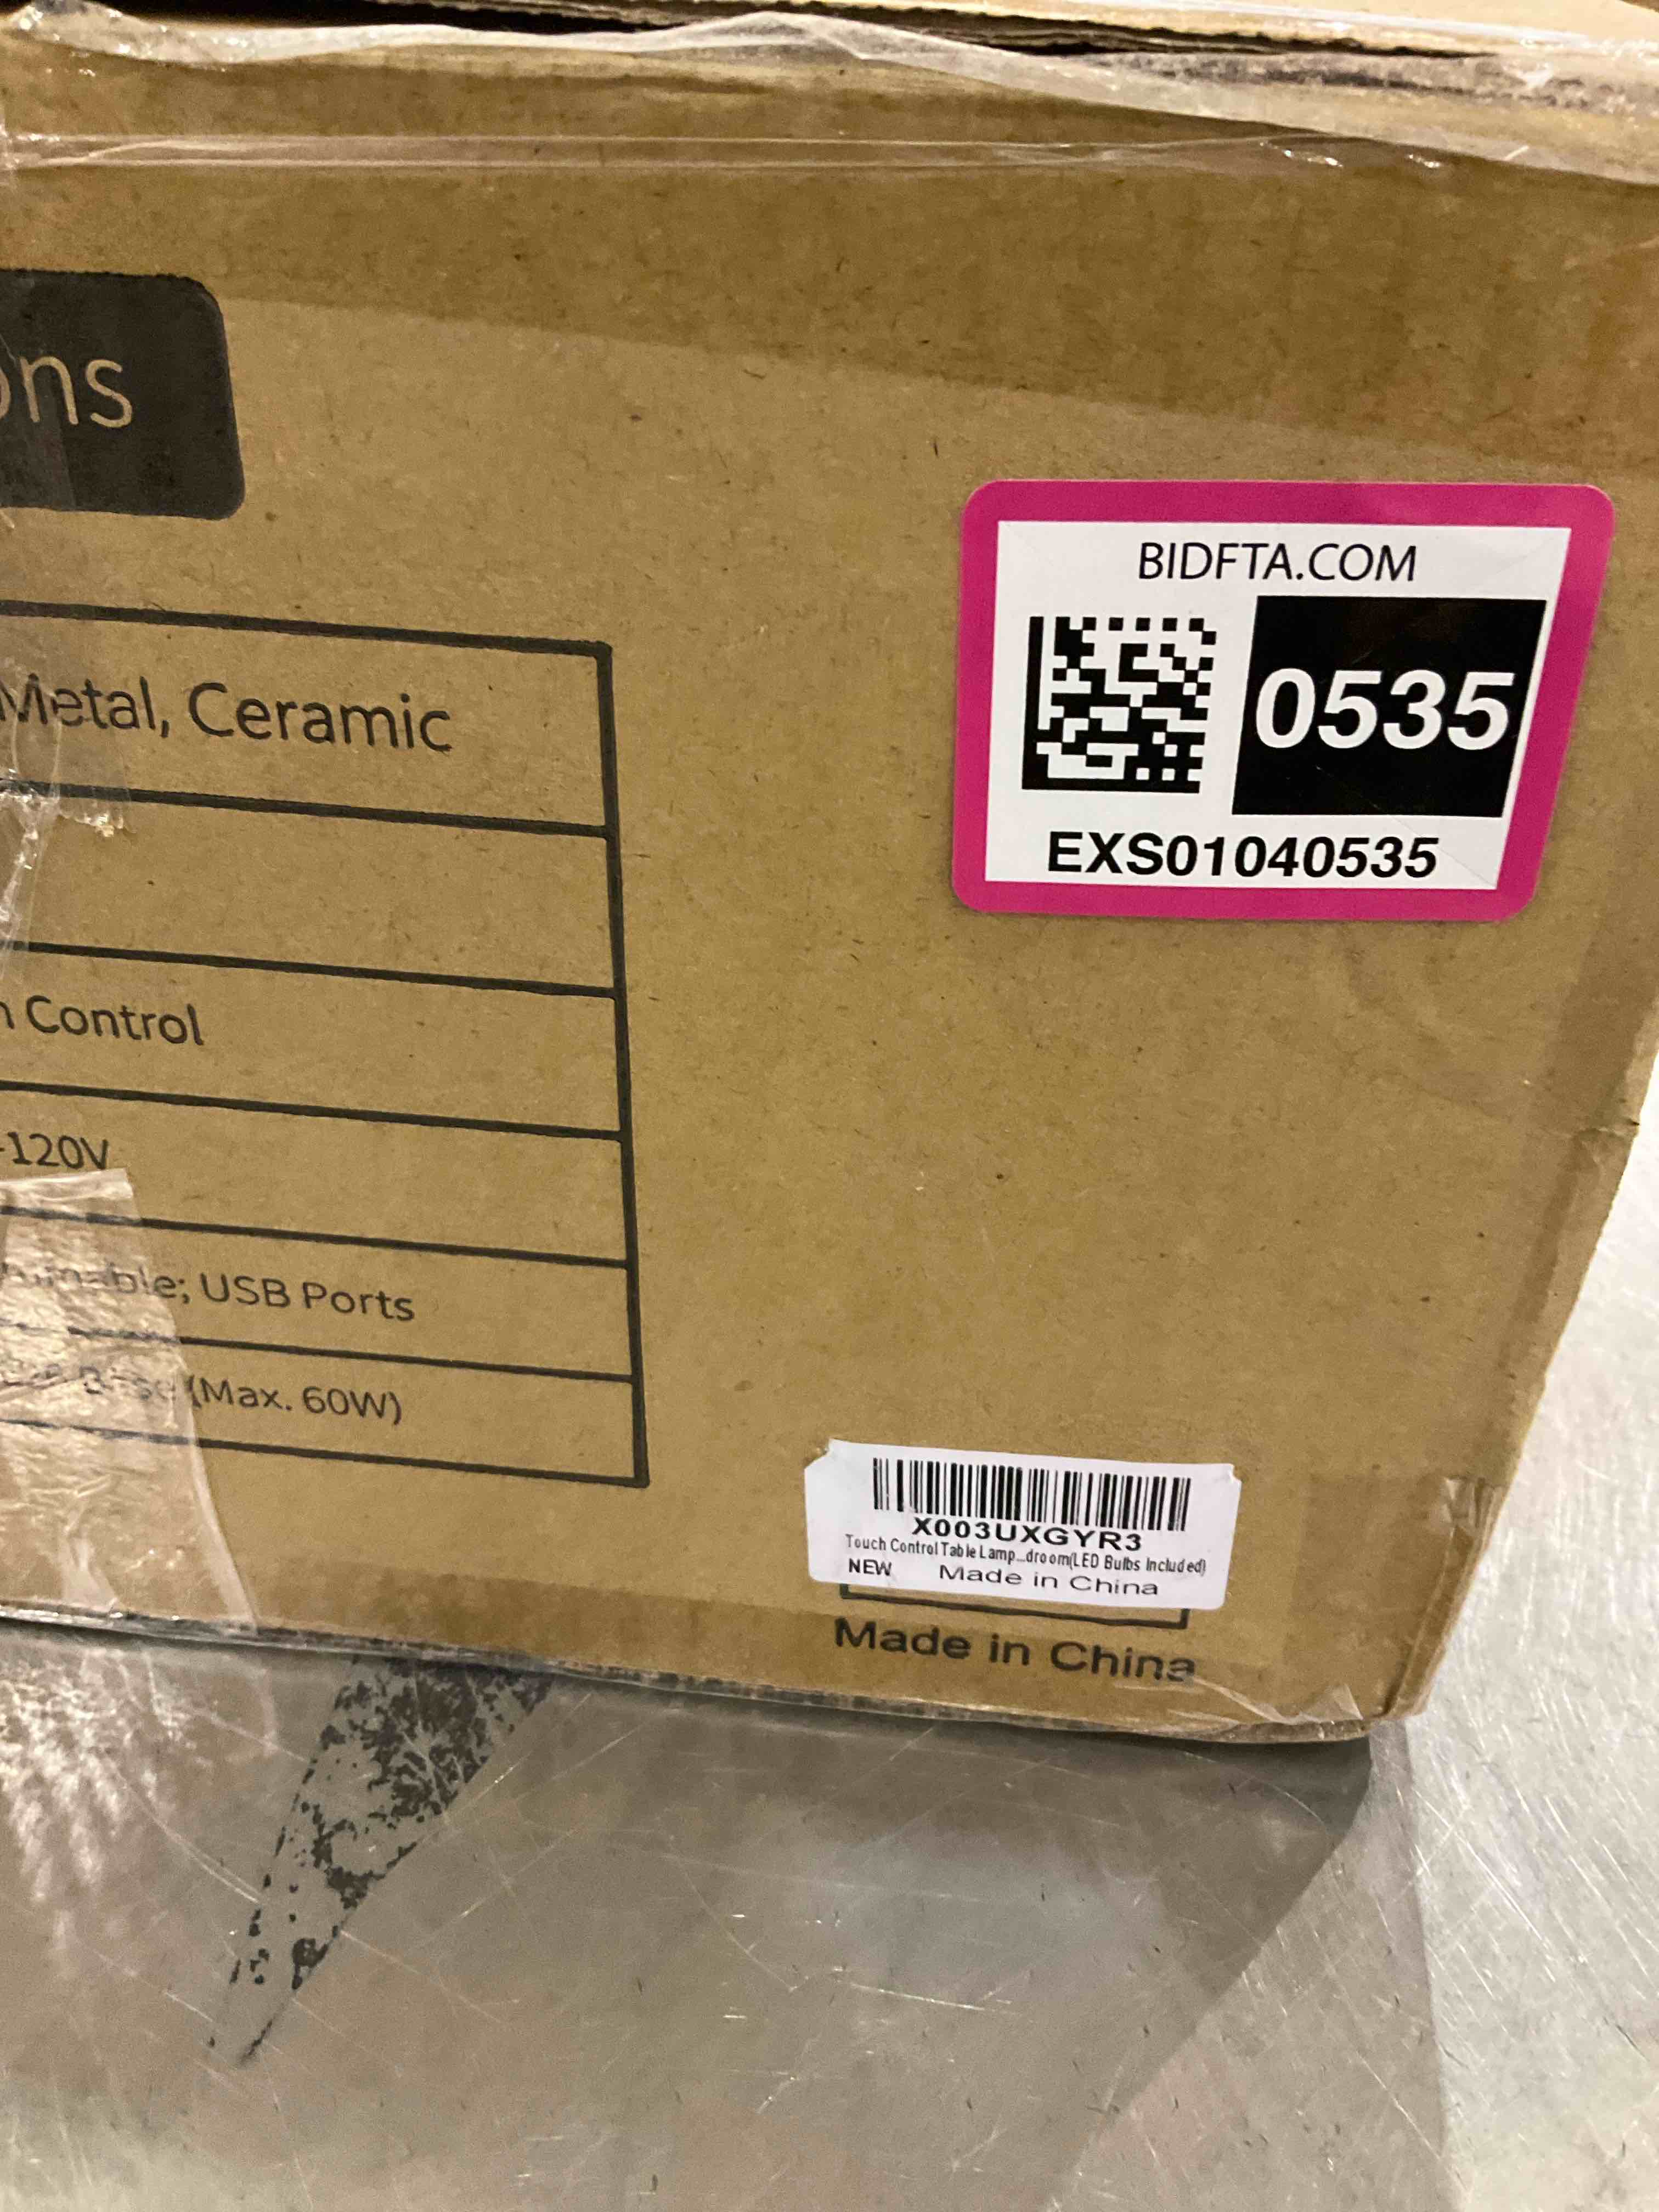 ons
Metal, Ceramic
Control
-120V
USB Ports
(Max. 60W)
BIDFTA.COM
0535
EXS01040535
X003UXGYR3
Touch Control Table Lamp...droom(LED Bulbs Included)
NEW Made in China
Made in China